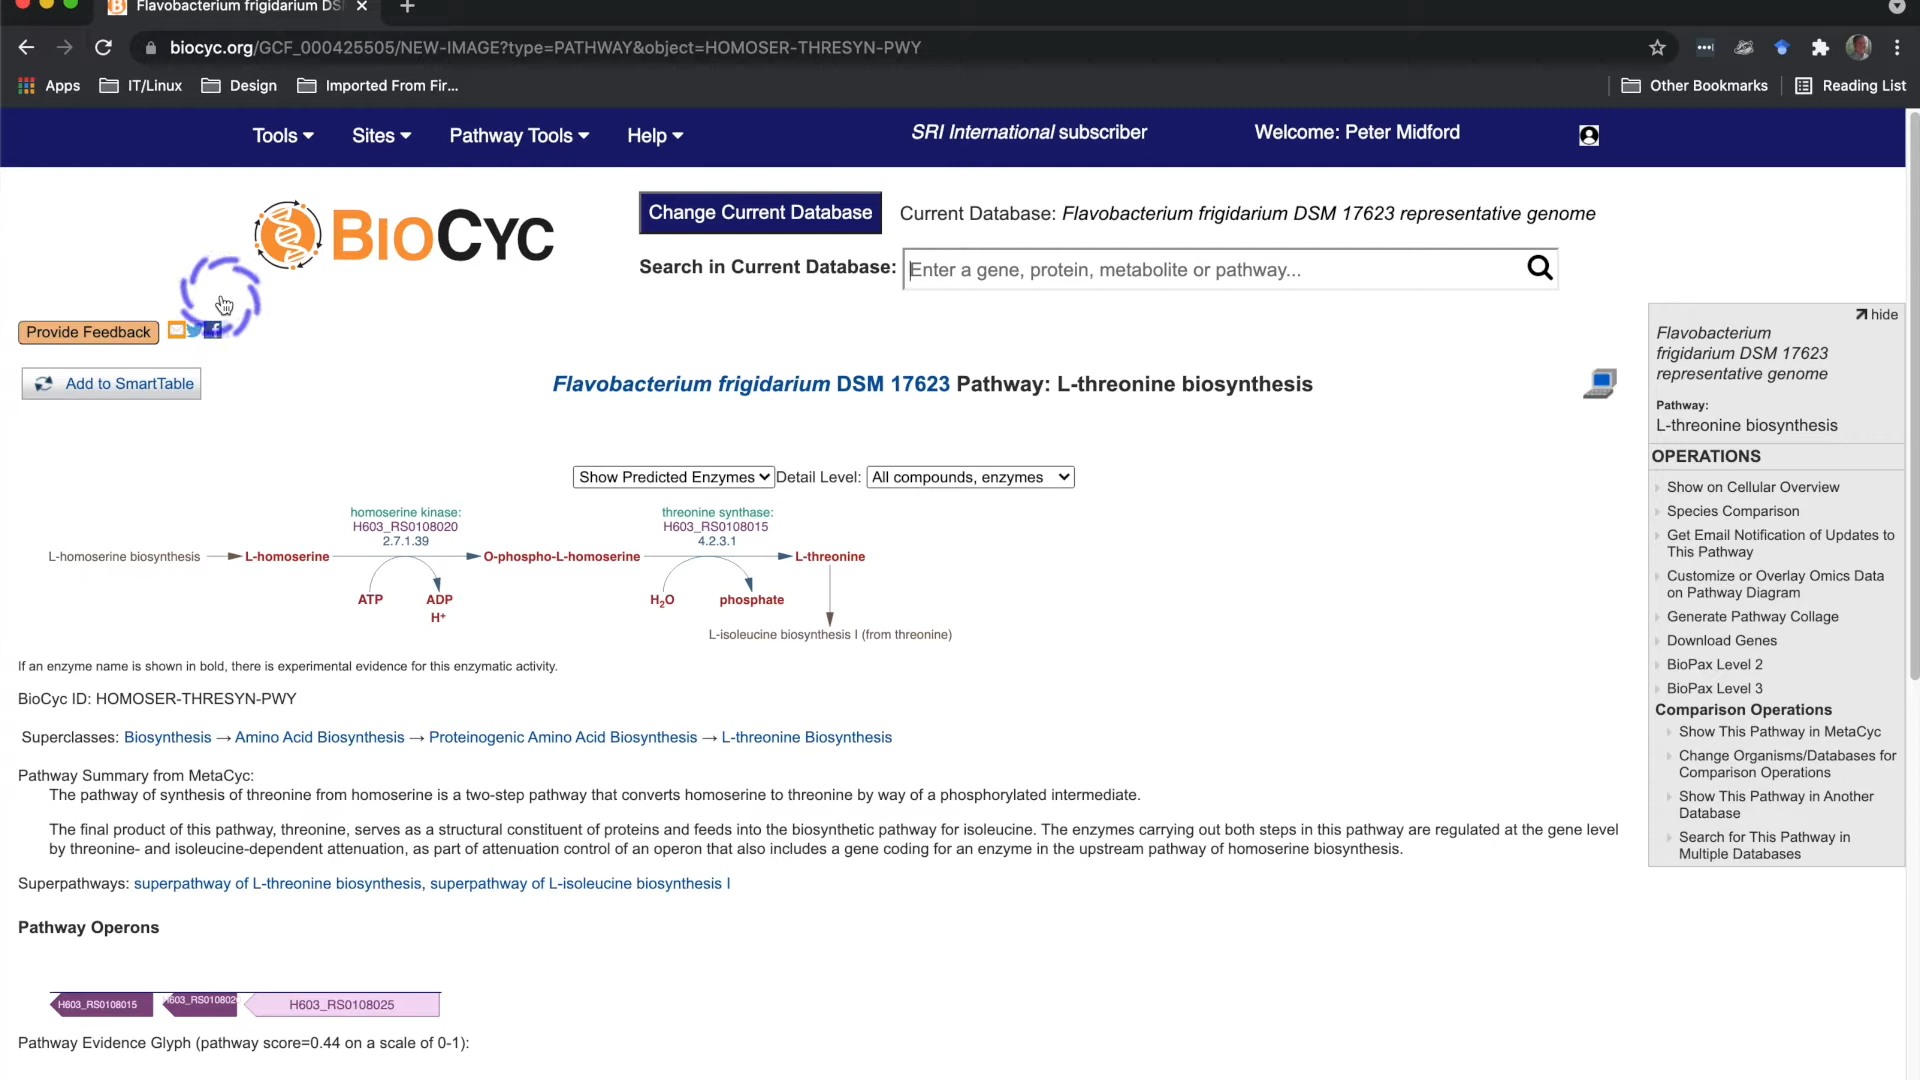 Flavobacterium frigidarium DS
biocyc.org/GCF_000425505/NEW-IMAGE?type=PATHWAY&object=HOMOSER-THRESYN-PWY
Apps IT/Linux Design Imported From Fir... Other Bookmarks Reading List
Tools Sites Pathway Tools Help SRI International subscriber Welcome: Peter Midford
BIOCYC
Change Current Database Current Database: Flavobacterium frigidarium DSM 17623 representative genome
Search in Current Database: Enter a gene, protein, metabolite or pathway...
Provide Feedback
Add to SmartTable
Flavobacterium frigidarium DSM 17623 Pathway: L-threonine biosynthesis
Show Predicted Enzymes Detail Level: All compounds, enzymes
homoserine kinase:
H603_RS0108020
2.7.1.39
threonine synthase:
H603_RS0108015
4.2.3.1
L-homoserine biosynthesis L-homoserine O-phospho-L-homoserine L-threonine
ATP ADP H₂O phosphate
H⁺
L-isoleucine biosynthesis I (from threonine)
If an enzyme name is shown in bold, there is experimental evidence for this enzymatic activity.
BioCyc ID: HOMOSER-THRESYN-PWY
Superclasses: Biosynthesis → Amino Acid Biosynthesis → Proteinogenic Amino Acid Biosynthesis → L-threonine Biosynthesis
Pathway Summary from MetaCyc:
The pathway of synthesis of threonine from homoserine is a two-step pathway that converts homoserine to threonine by way of a phosphorylated intermediate.
The final product of this pathway, threonine, serves as a structural constituent of proteins and feeds into the biosynthetic pathway for isoleucine. The enzymes carrying out both steps in this pathway are regulated at the gene level
by threonine- and isoleucine-dependent attenuation, as part of attenuation control of an operon that also includes a gene coding for an enzyme in the upstream pathway of homoserine biosynthesis.
Superpathways: superpathway of L-threonine biosynthesis, superpathway of L-isoleucine biosynthesis I
Pathway Operons
H603_RS0108015 H603_RS010802 H603_RS0108025
Pathway Evidence Glyph (pathway score=0.44 on a scale of 0-1):
hide
Flavobacterium
frigidarium DSM 17623
representative genome
Pathway:
L-threonine biosynthesis
OPERATIONS
Show on Cellular Overview
Species Comparison
Get Email Notification of Updates to
This Pathway
Customize or Overlay Omics Data
on Pathway Diagram
Generate Pathway Collage
Download Genes
BioPax Level 2
BioPax Level 3
Comparison Operations
Show This Pathway in MetaCyc
Change Organisms/Databases for
Comparison Operations
Show This Pathway in Another
Database
Search for This Pathway in
Multiple Databases